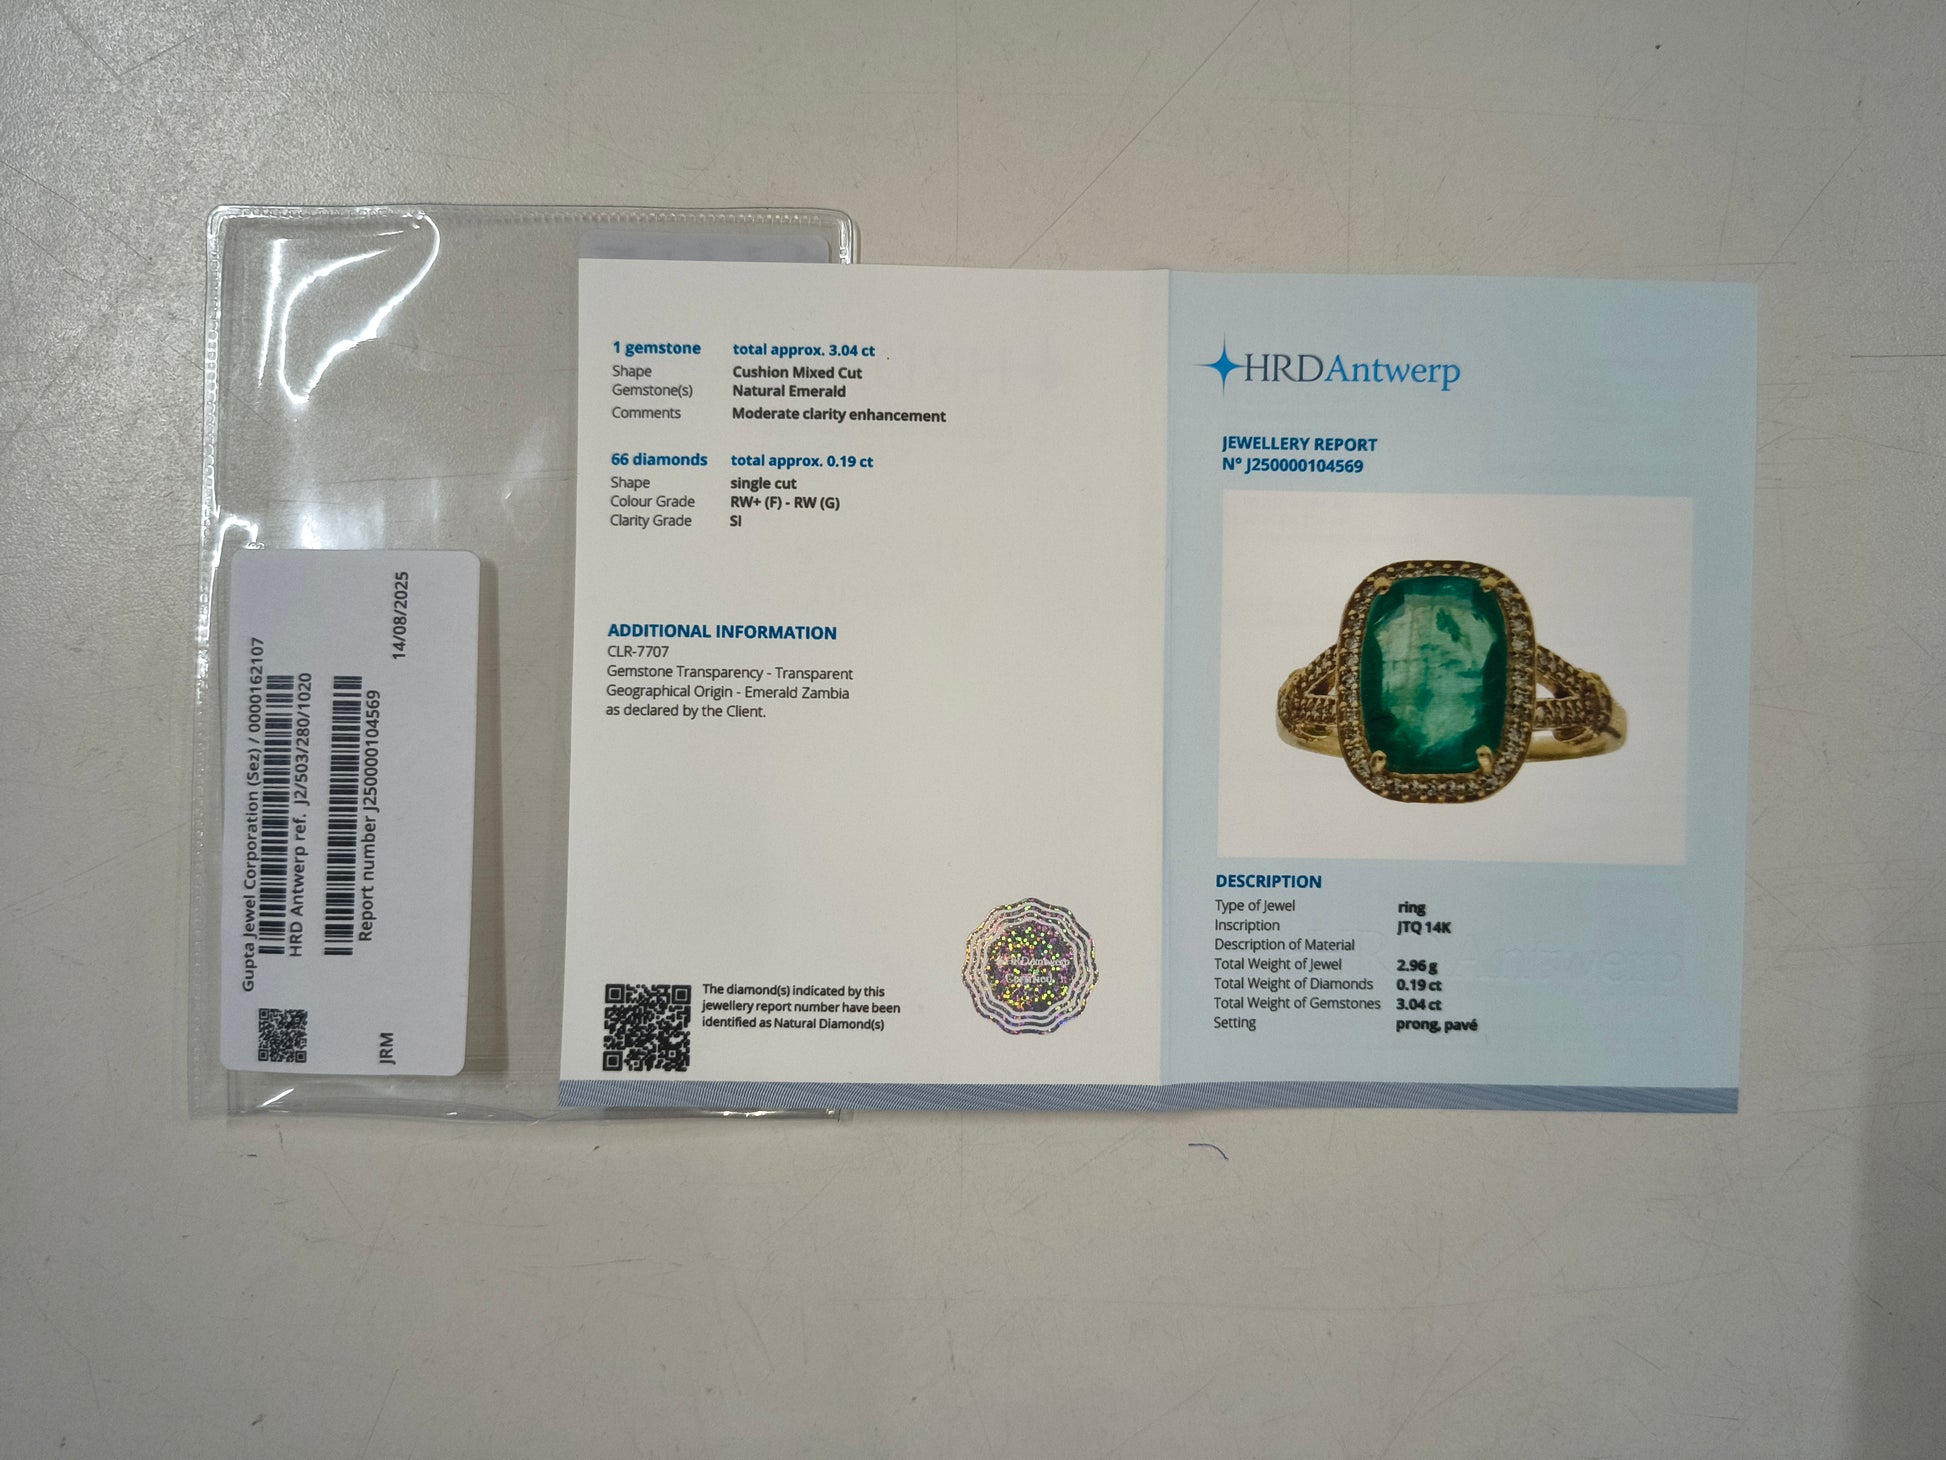 Gupta Jewel Corporation (Sez) / 0000162107
HRD Antwerp ref. J2/503/280/1020
Report number J250000104569
14/08/2025
JRM
1 gemstone total approx. 3.04 ct
Shape Cushion Mixed Cut
Gemstone(s) Natural Emerald
Comments Moderate clarity enhancement
66 diamonds total approx. 0.19 ct
Shape single cut
Colour Grade RW+ (F) - RW (G)
Clarity Grade SI
ADDITIONAL INFORMATION
CLR-7707
Gemstone Transparency - Transparent
Geographical Origin - Emerald Zambia
as declared by the Client.
The diamond(s) indicated by this
jewellery report number have been
identified as Natural Diamond(s)
HRD Antwerp
Certified
HRDAntwerp
JEWELLERY REPORT
N° J250000104569
DESCRIPTION
Type of Jewel ring
Inscription JTQ 14K
Description of Material
Total Weight of Jewel 2.96 g
Total Weight of Diamonds 0.19 ct
Total Weight of Gemstones 3.04 ct
Setting prong, pavé